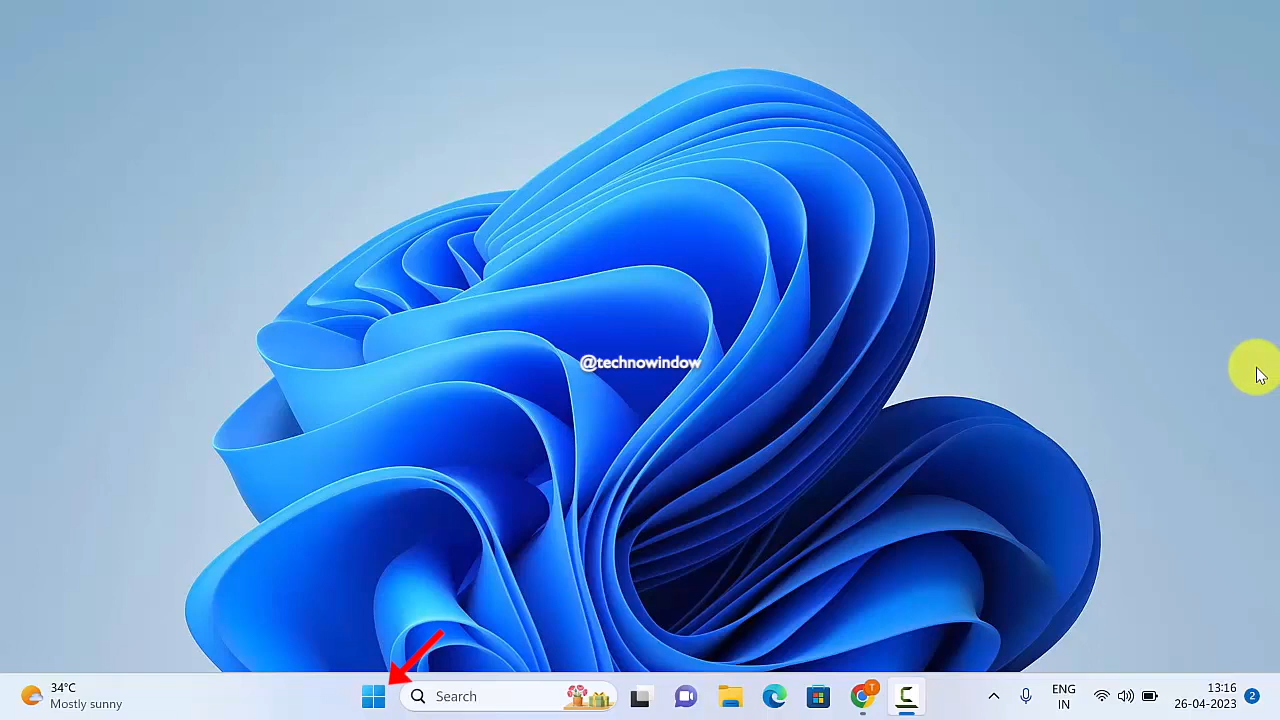 @technowindow
34°C
Mostly sunny
Search
T
ENG
IN
13:16
26-04-2023
2